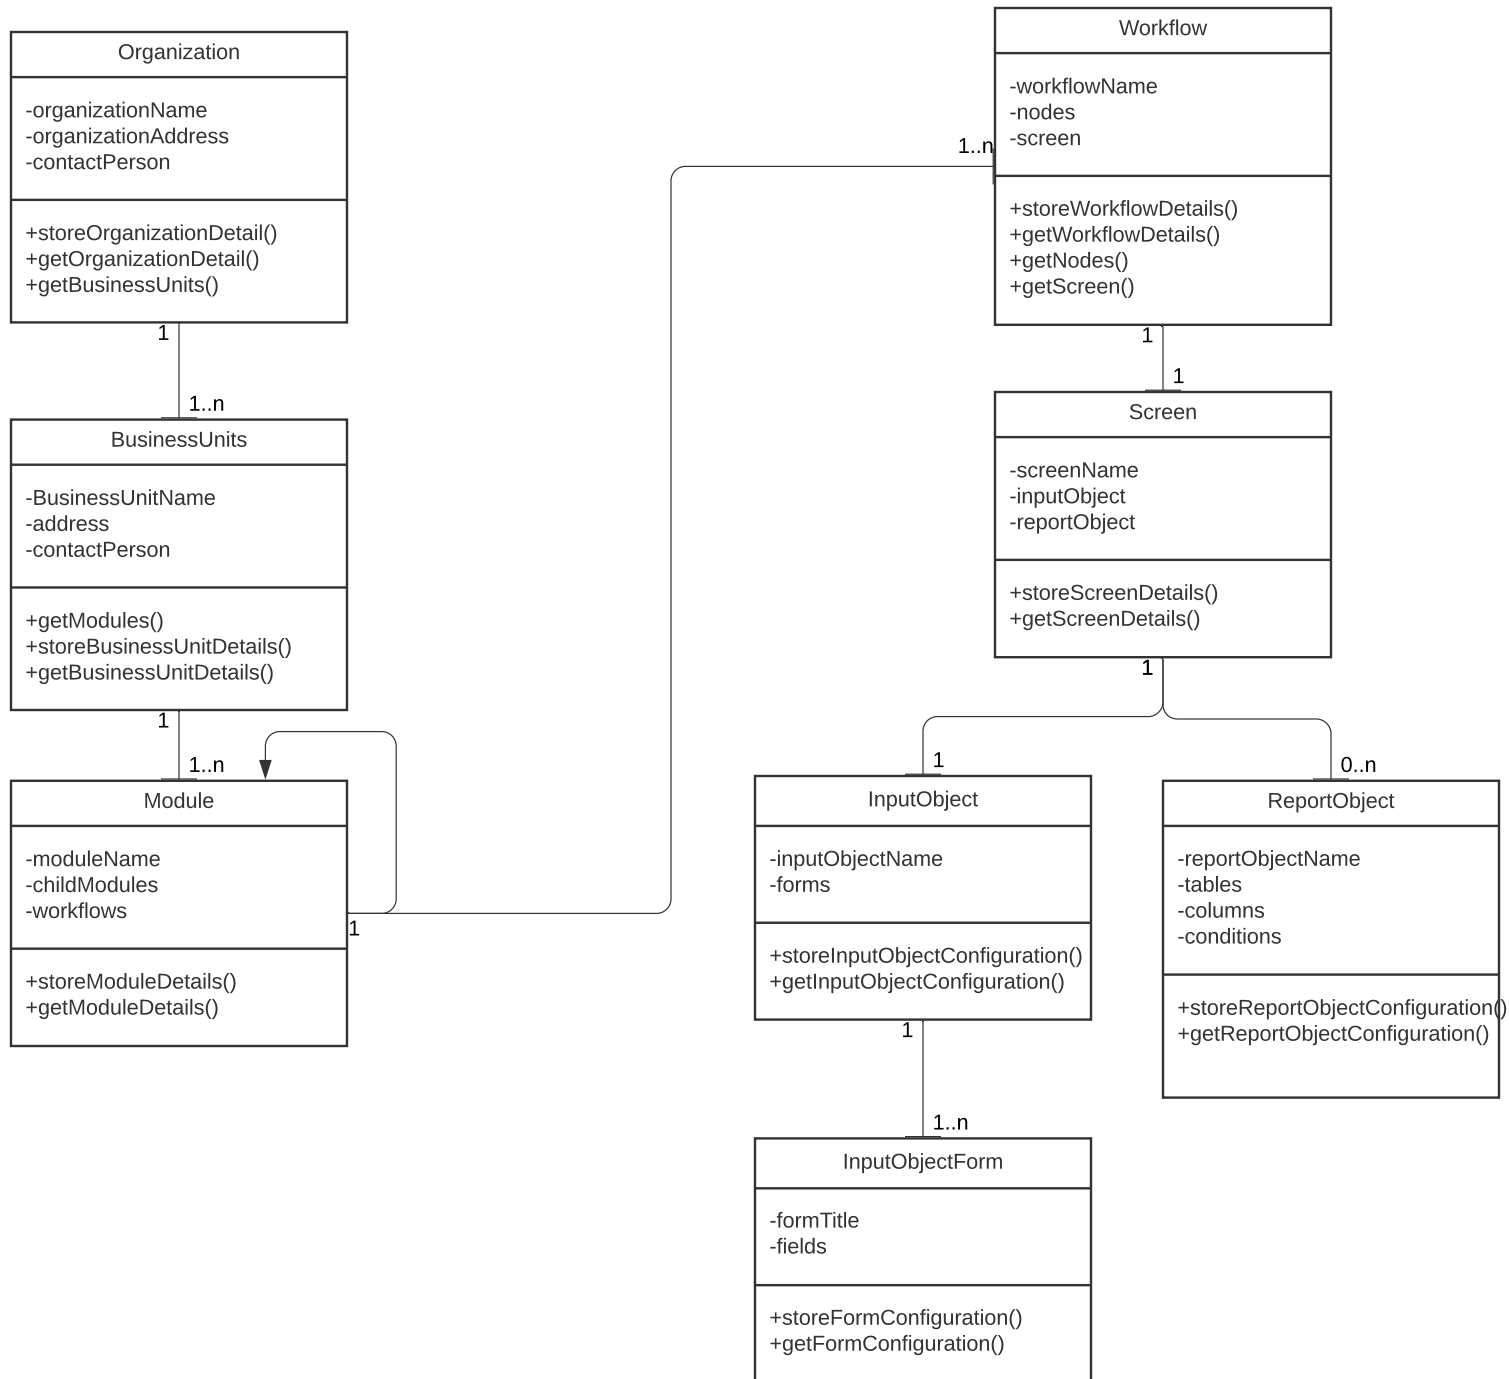 Organization
-organizationName
-organizationAddress
-contactPerson
+storeOrganizationDetail()
+getOrganizationDetail()
+getBusinessUnits()
1
1..n
BusinessUnits
-BusinessUnitName
-address
-contactPerson
+getModules()
+storeBusinessUnitDetails()
+getBusinessUnitDetails()
1
1..n
Module
-moduleName
-childModules
-workflows
+storeModuleDetails()
+getModuleDetails()
1
1..n
Workflow
-workflowName
-nodes
-screen
+storeWorkflowDetails()
+getWorkflowDetails()
+getNodes()
+getScreen()
1
1
Screen
-screenName
-inputObject
-reportObject
+storeScreenDetails()
+getScreenDetails()
1
1
InputObject
-inputObjectName
-forms
+storeInputObjectConfiguration()
+getInputObjectConfiguration()
1
1..n
InputObjectForm
-formTitle
-fields
+storeFormConfiguration()
+getFormConfiguration()
0..n
ReportObject
-reportObjectName
-tables
-columns
-conditions
+storeReportObjectConfiguration()
+getReportObjectConfiguration()